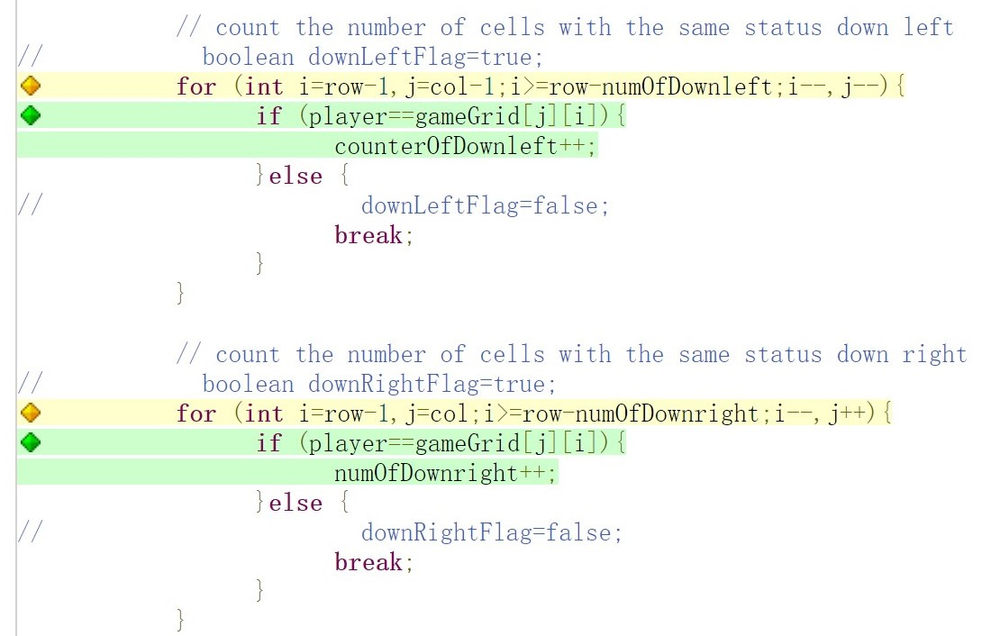 // count the number of cells with the same status down left
// boolean downLeftFlag=true;
for (int i=row-1,j=col-1;i>=row-numOfDownleft;i--,j--){
if (player==gameGrid[j][i]){
counterOfDownleft++;
}else {
// downLeftFlag=false;
break;
}
}
// count the number of cells with the same status down right
// boolean downRightFlag=true;
for (int i=row-1,j=col;i>=row-numOfDownright;i--,j++){
if (player==gameGrid[j][i]){
numOfDownright++;
}else {
// downRightFlag=false;
break;
}
}